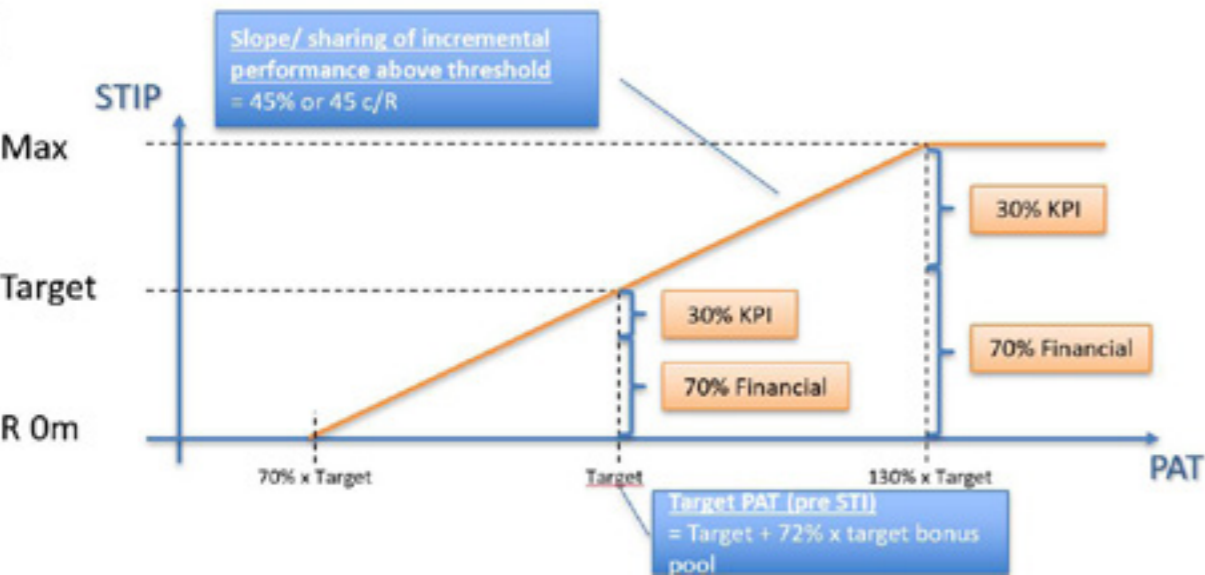 Slope/ sharing of incremental
performance above threshold
= 45% or 45 c/R
STIP
Max
30% KPI
Target
30% KPI
70% Financial
70% Financial
R 0m
70% x Target
Target
130% x Target
PAT
Target PAT (pre STI)
= Target + 72% x target bonus
pool